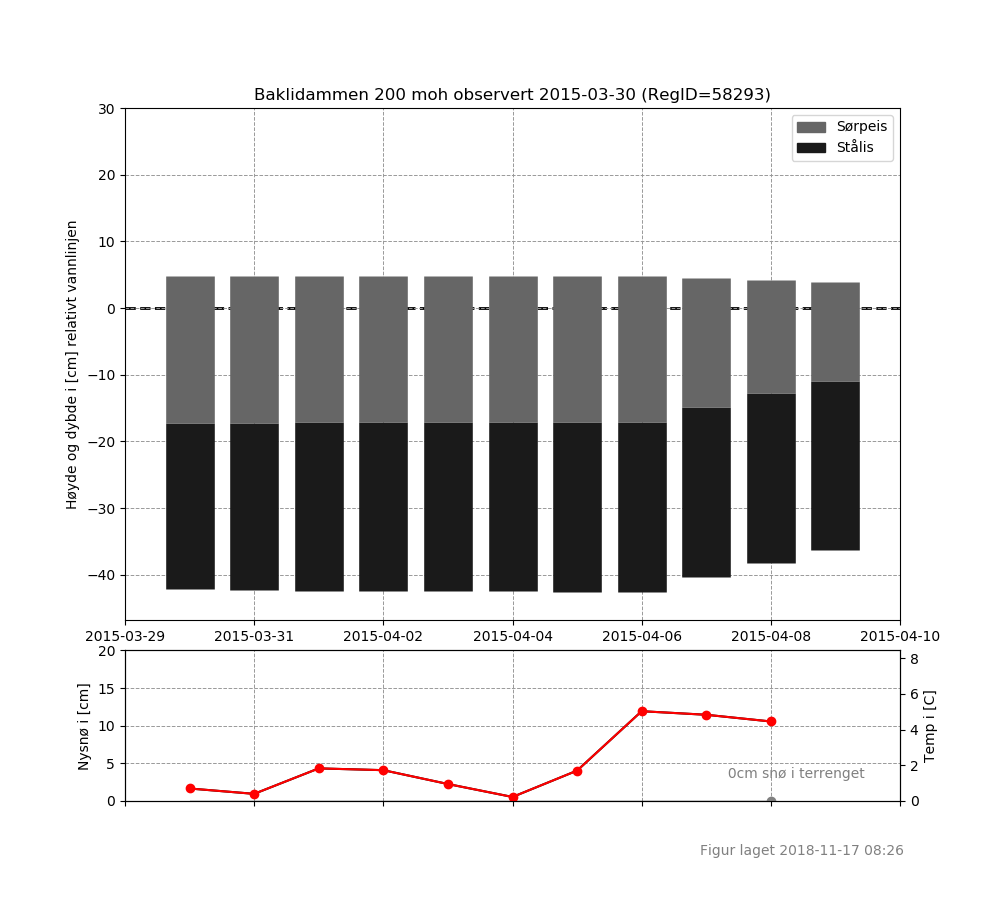 Baklidammen 200 moh observert 2015-03-30 (RegID=58293)
Sørpeis
Stålis
Høyde og dybde i [cm] relativt vannlinjen
30
20
10
0
−10
−20
−30
−40
2015-03-29 2015-03-31 2015-04-02 2015-04-04 2015-04-06 2015-04-08 2015-04-10
Nysnø i [cm]
20
15
10
5
0
8
6
4
2
0
Temp i [C]
0cm snø i terrenget
Figur laget 2018-11-17 08:26